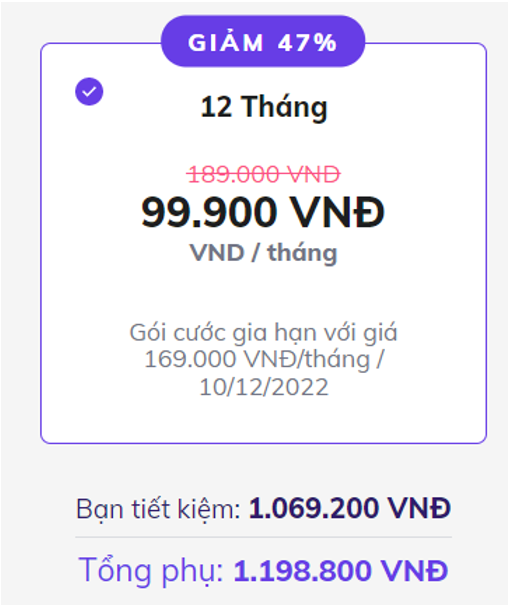 GIẢM 47%
12 Tháng
189.000 VNĐ
99.900 VNĐ
VND / tháng
Gói cước gia hạn với giá
169.000 VNĐ/tháng /
10/12/2022
Bạn tiết kiệm: 1.069.200 VNĐ
Tổng phụ: 1.198.800 VNĐ